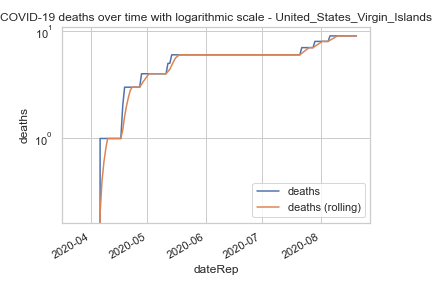 COVID-19 deaths over time with logarithmic scale - United_States_Virgin_Islands
10¹
10⁰
deaths
deaths
deaths (rolling)
2020-04
2020-05
2020-06
2020-07
2020-08
dateRep